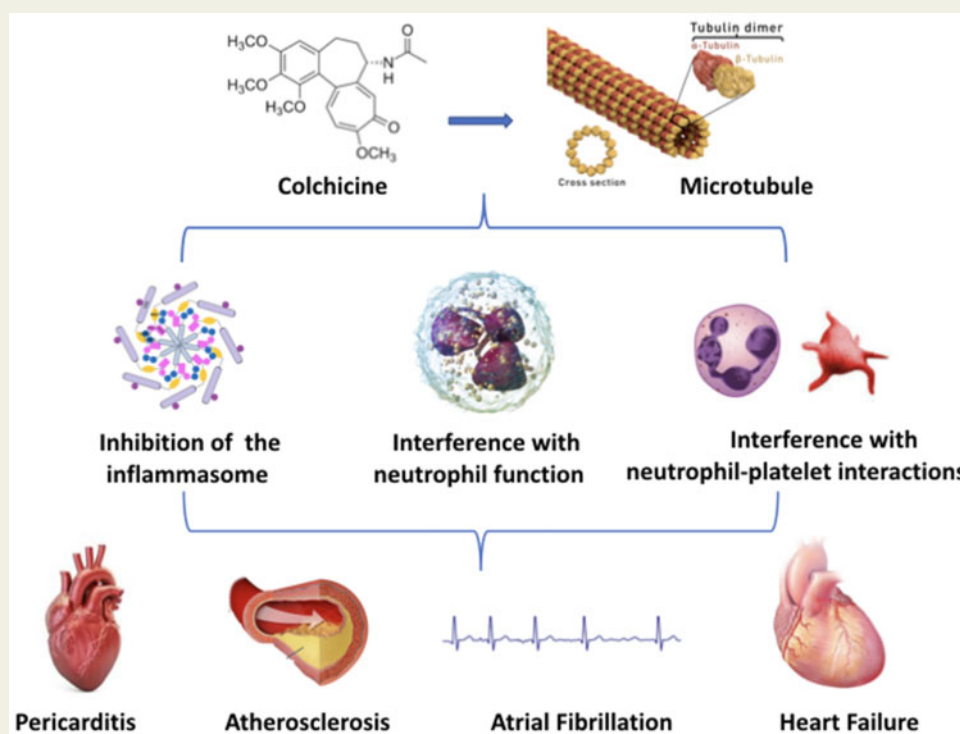 H₃CO
O
H₃CO
N
H
H₃CO
O
OCH₃
Colchicine
Tubulin dimer
α-Tubulin
β-Tubulin
Cross section
Microtubule
Inhibition of the
inflammasome
Interference with
neutrophil function
Interference with
neutrophil-platelet interactions
Pericarditis
Atherosclerosis
Atrial Fibrillation
Heart Failure